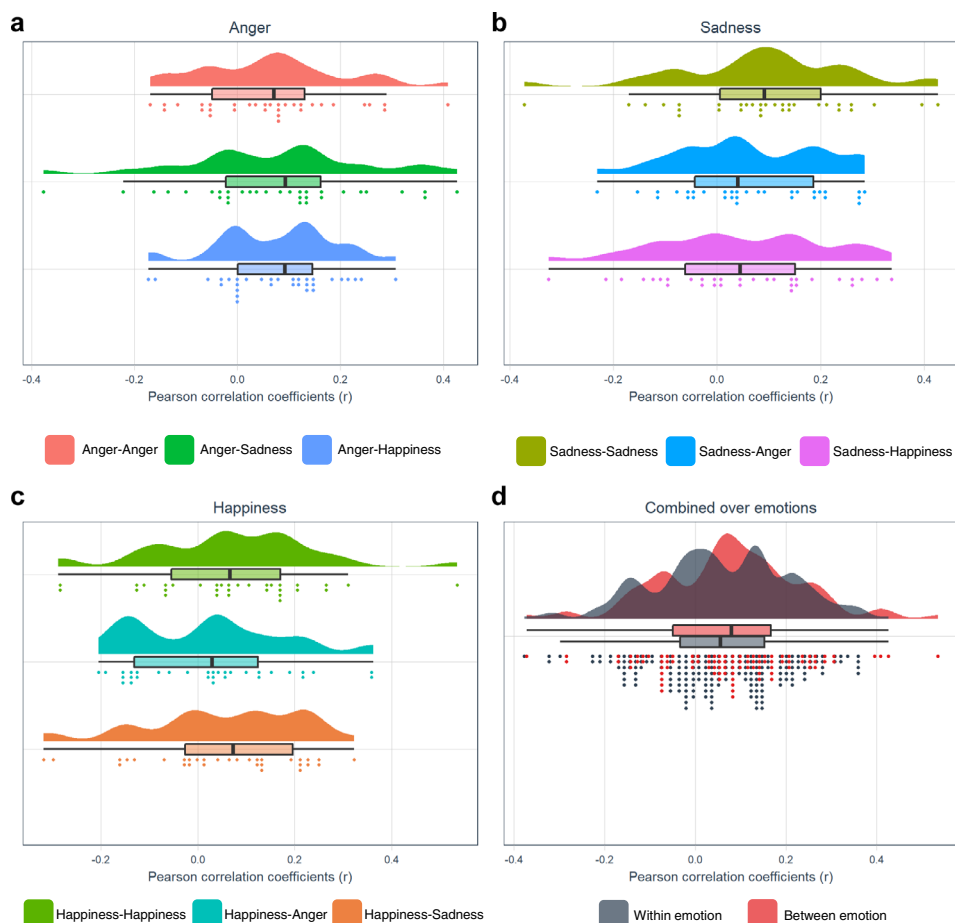 a
Anger
-0.4 -0.2 0.0 0.2 0.4
Pearson correlation coefficients (r)
Anger-Anger Anger-Sadness Anger-Happiness
b
Sadness
-0.4 -0.2 0.0 0.2 0.4
Pearson correlation coefficients (r)
Sadness-Sadness Sadness-Anger Sadness-Happiness
c
Happiness
-0.2 0.0 0.2 0.4
Pearson correlation coefficients (r)
Happiness-Happiness Happiness-Anger Happiness-Sadness
d
Combined over emotions
-0.4 -0.2 0.0 0.2 0.4
Pearson correlation coefficients (r)
Within emotion Between emotion